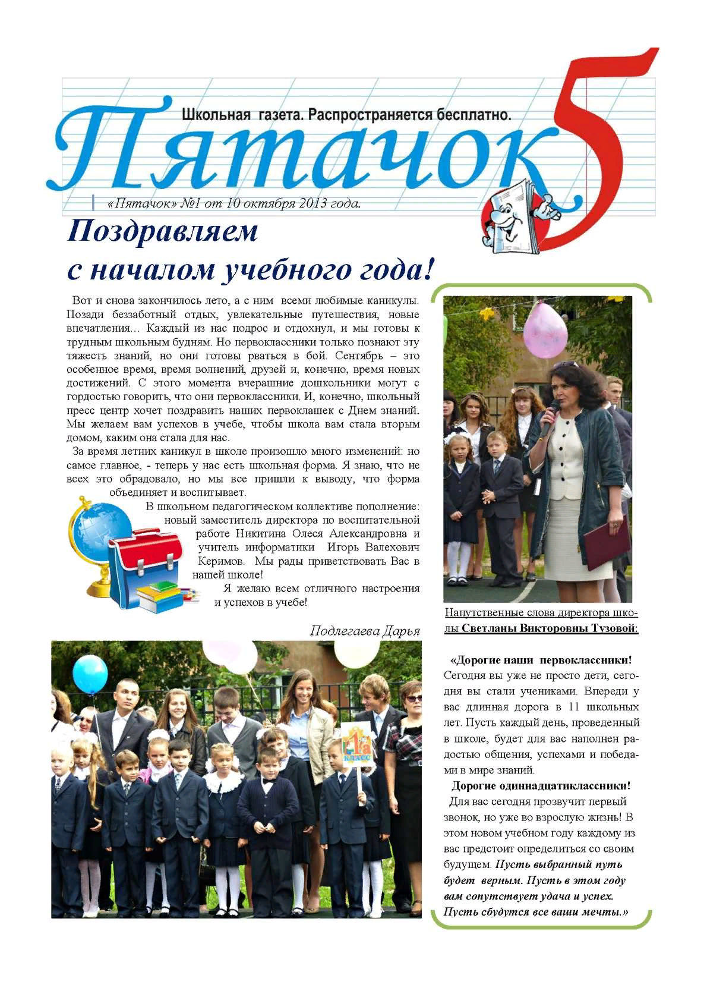 Школьная газета. Распространяется бесплатно.
Пятачок 5
«Пятачок» №1 от 10 октября 2013 года.
Поздравляем
с началом учебного года!
Вот и снова закончилось лето, а с ним всеми любимые каникулы.
Позади беззаботный отдых, увлекательные путешествия, новые
впечатления… Каждый из нас подрос и отдохнул, и мы готовы к
трудным школьным будням. Но первоклассники только познают эту
тяжесть знаний, но они готовы рваться в бой. Сентябрь – это
особенное время, время волнений, друзей и, конечно, время новых
достижений. С этого момента вчерашние дошкольники могут с
гордостью говорить, что они первоклассники. И, конечно, школьный
пресс центр хочет поздравить наших первоклашек с Днем знаний.
Мы желаем вам успехов в учебе, чтобы школа вам стала вторым
домом, каким она стала для нас.
За время летних каникул в школе произошло много изменений: но
самое главное, - теперь у нас есть школьная форма. Я знаю, что не
всех это обрадовало, но мы все пришли к выводу, что форма
объединяет и воспитывает.
В школьном педагогическом коллективе пополнение:
новый заместитель директора по воспитательной
работе Никитина Олеся Александровна и
учитель информатики Игорь Валехович
Керимов. Мы рады приветствовать Вас в
нашей школе!
Я желаю всем отличного настроения
и успехов в учебе!
Подлегаева Дарья
1а
КЛАСС
Напутственные слова директора шко-
лы Светланы Викторовны Тузовой:
«Дорогие наши первоклассники!
Сегодня вы уже не просто дети, сего-
дня вы стали учениками. Впереди у
вас длинная дорога в 11 школьных
лет. Пусть каждый день, проведенный
в школе, будет для вас наполнен ра-
достью общения, успехами и победа-
ми в мире знаний.
Дорогие одиннадцатиклассники!
Для вас сегодня прозвучит первый
звонок, но уже во взрослую жизнь! В
этом новом учебном году каждому из
вас предстоит определиться со своим
будущем. Пусть выбранный путь
будет верным. Пусть в этом году
вам сопутствует удача и успех.
Пусть сбудутся все ваши мечты.»